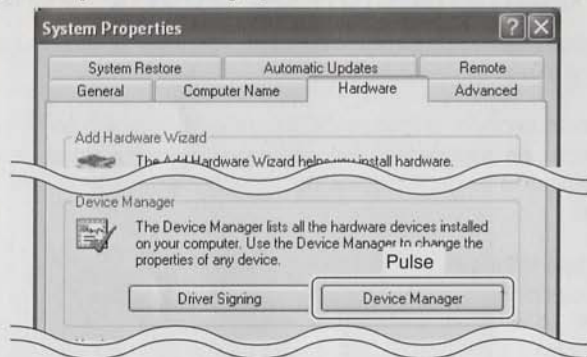 System Properties
System Restore Automatic Updates Remote
General Computer Name Hardware Advanced
Add Hardware Wizard
The Add Hardware Wizard helps you install hardware.
Device Manager
The Device Manager lists all the hardware devices installed
on your computer. Use the Device Manager to change the
properties of any device.
Pulse
Driver Signing Device Manager